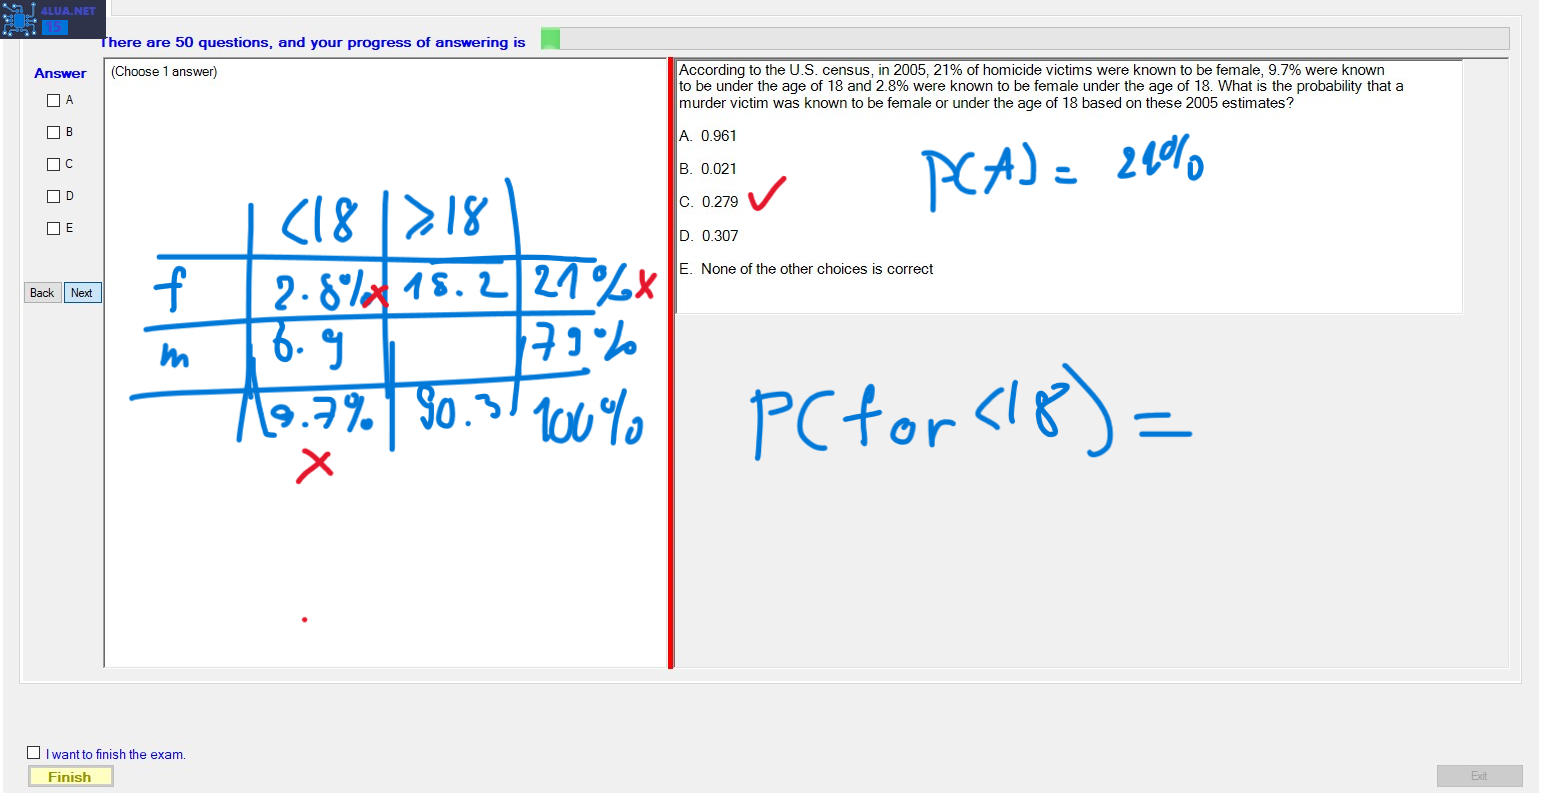 4LUA.NET
15
There are 50 questions, and your progress of answering is
Answer
A
B
C
D
E
Back Next
(Choose 1 answer)
<18 ≥18
f 2.8% x 18.2 21% x
m 6.9 79%
9.7% 90.3 100%
x
According to the U.S. census, in 2005, 21% of homicide victims were known to be female, 9.7% were known
to be under the age of 18 and 2.8% were known to be female under the age of 18. What is the probability that a
murder victim was known to be female or under the age of 18 based on these 2005 estimates?
A. 0.961
B. 0.021
C. 0.279 ✓
D. 0.307
E. None of the other choices is correct
P(A) = 21%
P(f or <18) =
I want to finish the exam.
Finish
Exit